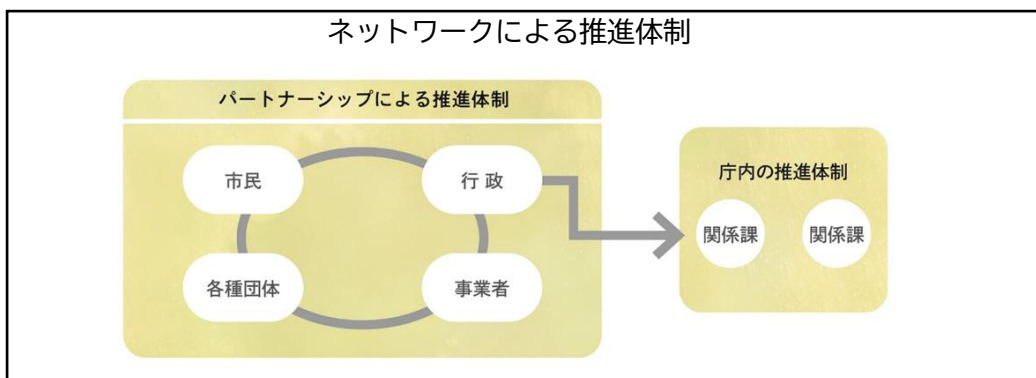 ネットワークによる推進体制
パートナーシップによる推進体制
市民
行政
各種団体
事業者
庁内の推進体制
関係課
関係課